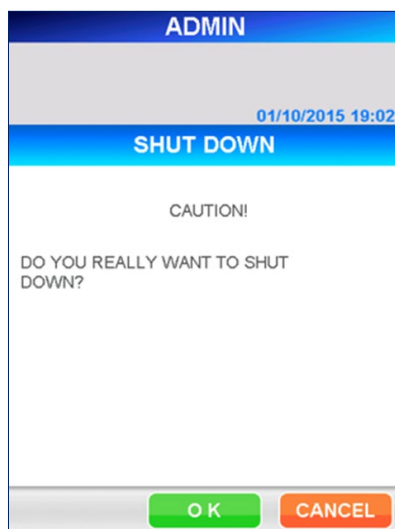 ADMIN
01/10/2015 19:02
SHUT DOWN
CAUTION!
DO YOU REALLY WANT TO SHUT
DOWN?
O K
CANCEL